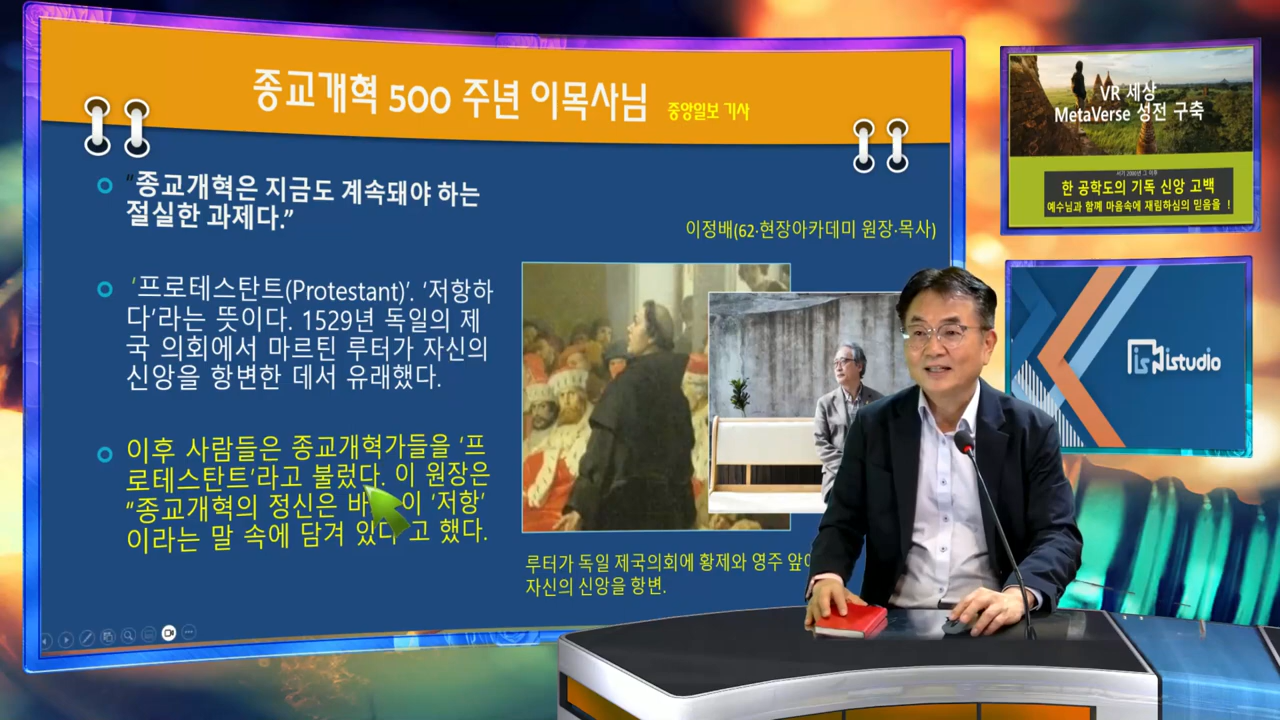 종교개혁 500 주년 이목사님 중앙일보 기사
"종교개혁은 지금도 계속돼야 하는
절실한 과제다."
이정배(62·현장아카데미 원장·목사)
'프로테스탄트(Protestant)'. '저항하
다'라는 뜻이다. 1529년 독일의 제
국 의회에서 마르틴 루터가 자신의
신앙을 항변한 데서 유래했다.
이후 사람들은 종교개혁가들을 '프
로테스탄트'라고 불렀다. 이 원장은
"종교개혁의 정신은 이 '저항'
이라는 말 속에 담겨 있다 고 했다.
루터가 독일 제국의회에 황제와 영주
자신의 신앙을 항변.
VR 세상
MetaVerse 성전 구축
한 공학도의 기독 신앙 고백
예수님과 함께 마음속에 재림하심의 믿음을 !
is istudio